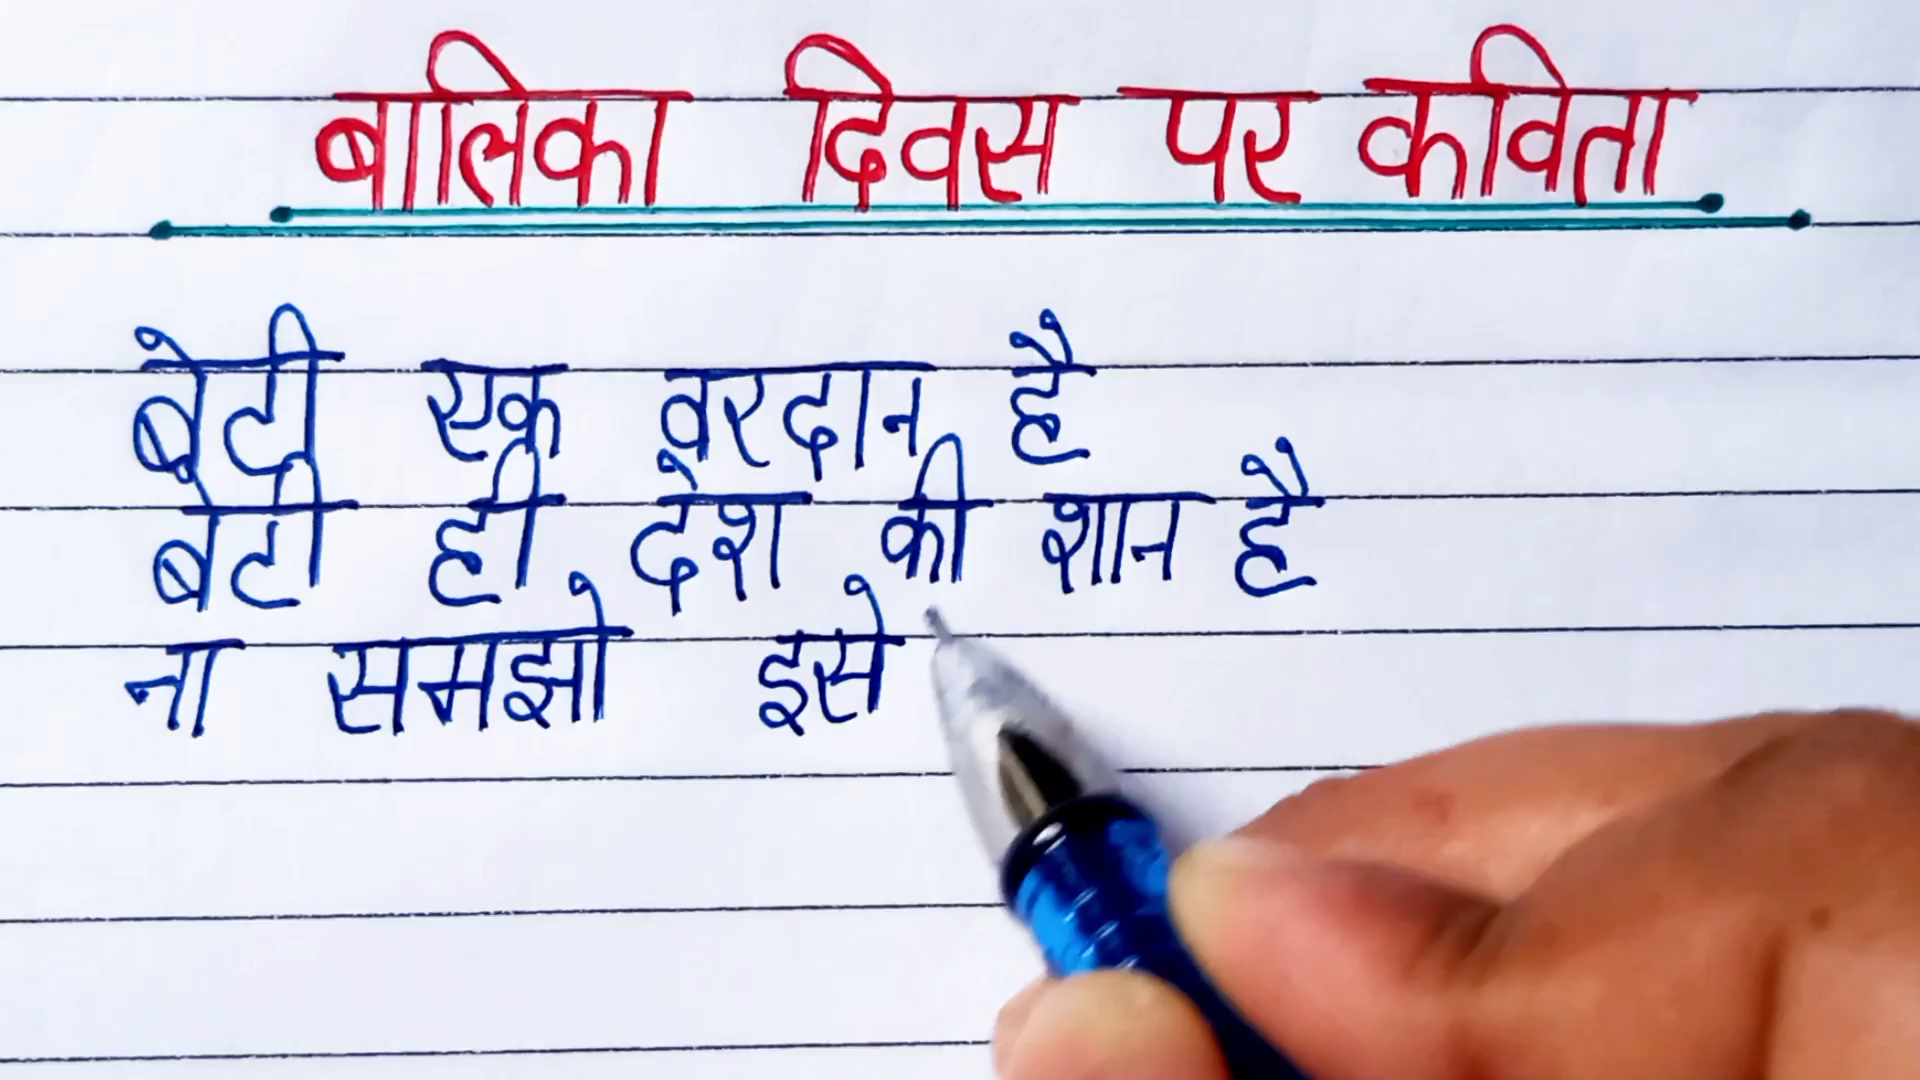 बालिका दिवस पर कविता
बेटी एक वरदान है
बेटी ही देश की शान है
ना समझो इसे